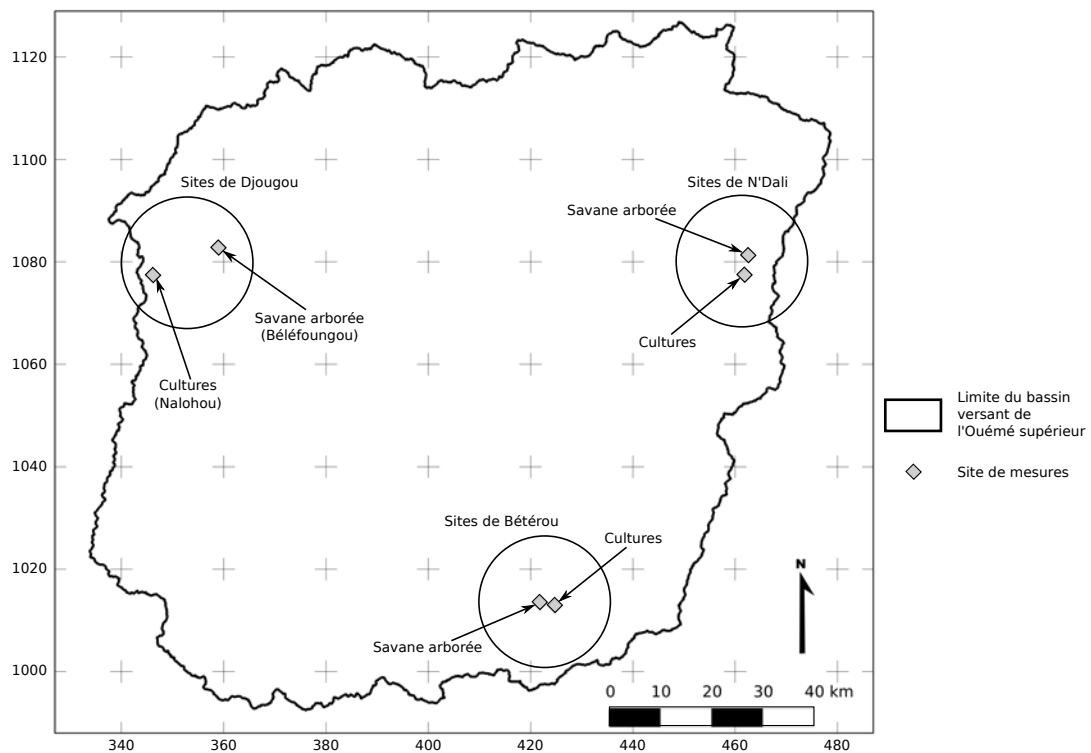 1120
1100
1080
1060
1040
1020
1000
340
360
380
400
420
440
460
480
Sites de Djougou
Savane arborée
(Béléfoungou)
Cultures
(Nalohou)
Sites de N'Dali
Savane arborée
Cultures
Sites de Bétérou
Cultures
Savane arborée
N
0 10 20 30 40 km
Limite du bassin
versant de
l'Ouémé supérieur
Site de mesures